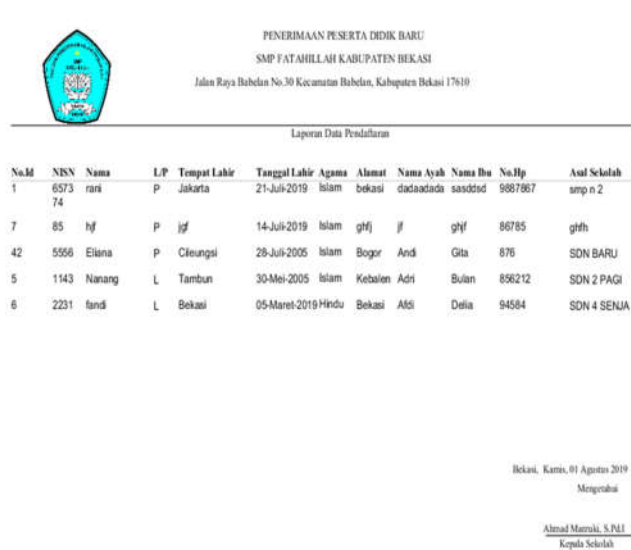 PENERIMAAN PESERTA DIDIK BARU
SMP FATAHILLAH KABUPATEN BEKASI
Jalan Raya Babelan No.30 Kecamatan Babelan, Kabupaten Bekasi 17610
Laporan Data Pendaftaran
No.Id NISN Nama L/P Tempat Lahir Tanggal Lahir Agama Alamat Nama Ayah Nama Ibu No.Hp Asal Sekolah
1 6573 rani P Jakarta 21-Juli-2019 Islam bekasi dadaadada sasddsd 9887867 smp n 2
74
7 85 hjf P jgf 14-Juli-2019 Islam ghfj jf ghjf 86785 ghfh
42 5556 Eliana P Cileungsi 28-Juli-2005 Islam Bogor Andi Gita 876 SDN BARU
5 1143 Nanang L Tambun 30-Mei-2005 Islam Kebalen Adri Bulan 856212 SDN 2 PAGI
6 2231 fandi L Bekasi 05-Maret-2019 Hindu Bekasi Afdi Delia 94584 SDN 4 SENJA
Bekasi, Kamis, 01 Agustus 2019
Mengetahui
Ahmad S.Pd.I
Kepala Sekolah